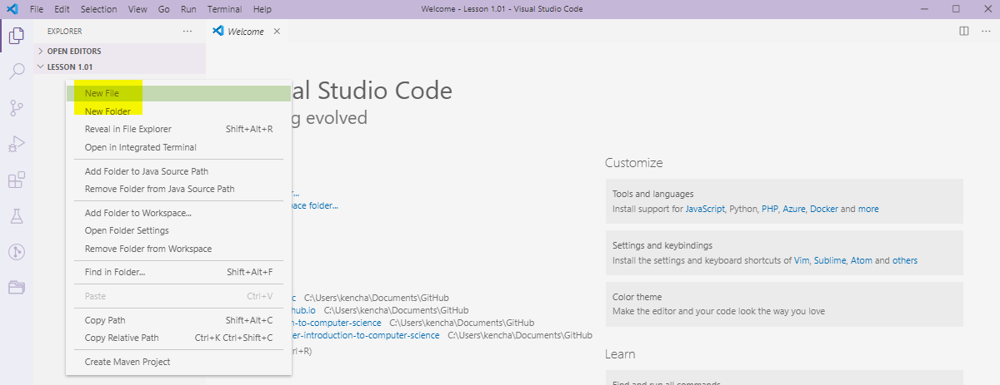 File Edit Selection View Go Run Terminal Help Welcome - Lesson 1.01 - Visual Studio Code
EXPLORER
Welcome
OPEN EDITORS
LESSON 1.01
New File
New Folder
Reveal in File Explorer Shift+Alt+R
Open in Integrated Terminal
Add Folder to Java Source Path
Remove Folder from Java Source Path
Add Folder to Workspace...
Open Folder Settings
Remove Folder from Workspace
Find in Folder... Shift+Alt+F
Paste Ctrl+V
Copy Path Shift+Alt+C
Copy Relative Path Ctrl+K Ctrl+Shift+C
Create Maven Project
al Studio Code
g evolved
r...
ace folder...
c C:\Users\kencha\Documents\GitHub
hub.io C:\Users\kencha\Documents\GitHub
n-to-computer-science C:\Users\kencha\Documents\GitHub
er-introduction-to-computer-science C:\Users\kencha\Documents\GitHub
rl+R)
Customize
Tools and languages
Install support for JavaScript, Python, PHP, Azure, Docker and more
Settings and keybindings
Install the settings and keyboard shortcuts of Vim, Sublime, Atom and others
Color theme
Make the editor and your code look the way you love
Learn
Find and run all commands